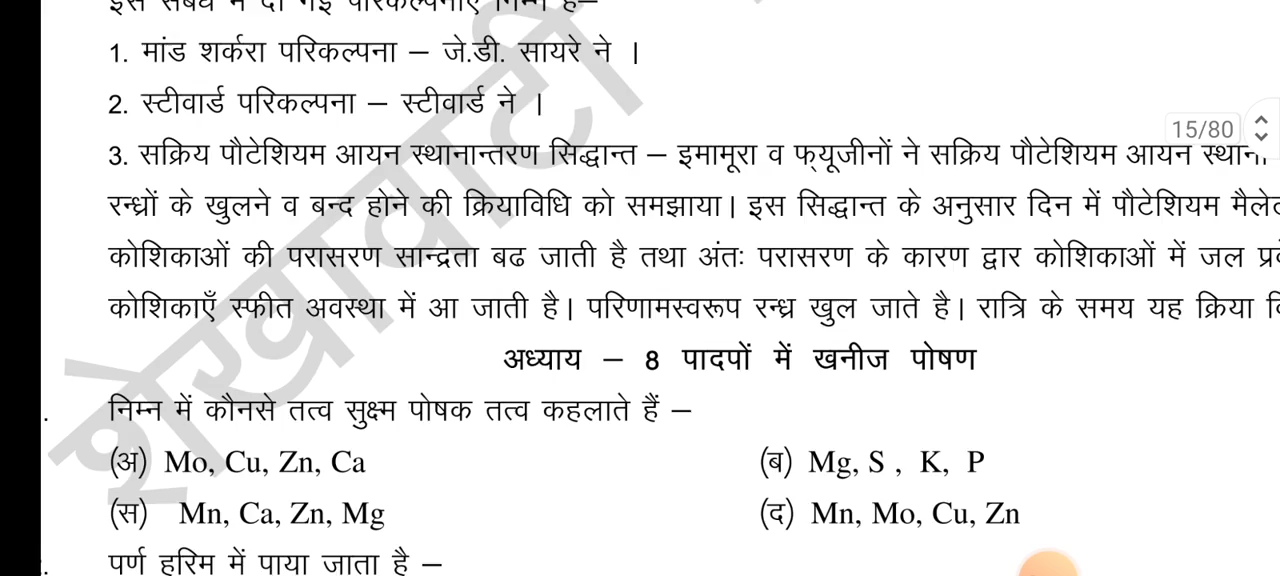 1. मांड शर्करा परिकल्पना – जे.डी. सायरे ने ।
2. स्टीवार्ड परिकल्पना – स्टीवार्ड ने ।
15/80
3. सक्रिय पौटेशियम आयन स्थानान्तरण सिद्धान्त – इमामूरा व फ्यूजीनों ने सक्रिय पौटेशियम आयन
रन्ध्रों के खुलने व बन्द होने की क्रियाविधि को समझाया। इस सिद्धान्त के अनुसार दिन में पौटेशियम
कोशिकाओं की परासरण सान्द्रता बढ जाती है तथा अंतः परासरण के कारण द्वार कोशिकाओं में जल
कोशिकाएँ स्फीत अवस्था में आ जाती है। परिणामस्वरूप रन्ध्र खुल जाते है। रात्रि के समय यह क्रिया
अध्याय – 8 पादपों में खनीज पोषण
निम्न में कौनसे तत्व सुक्ष्म पोषक तत्व कहलाते हैं –
(अ) Mo, Cu, Zn, Ca (ब) Mg, S , K, P
(स) Mn, Ca, Zn, Mg (द) Mn, Mo, Cu, Zn
पर्ण हरिम में पाया जाता है –
शेखावाटी